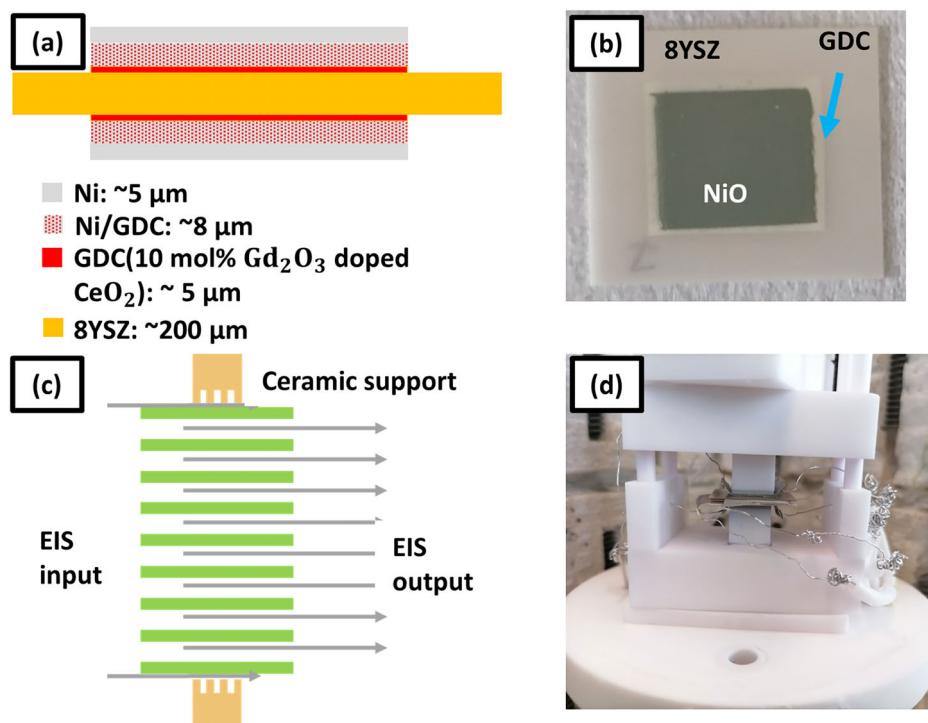 (a)
Ni: ~5 μm
Ni/GDC: ~8 μm
GDC(10 mol% Gd₂O₃ doped
CeO₂): ~ 5 μm
8YSZ: ~200 μm
(b)
8YSZ
GDC
NiO
Z
(c)
Ceramic support
EIS
input
EIS
output
(d)